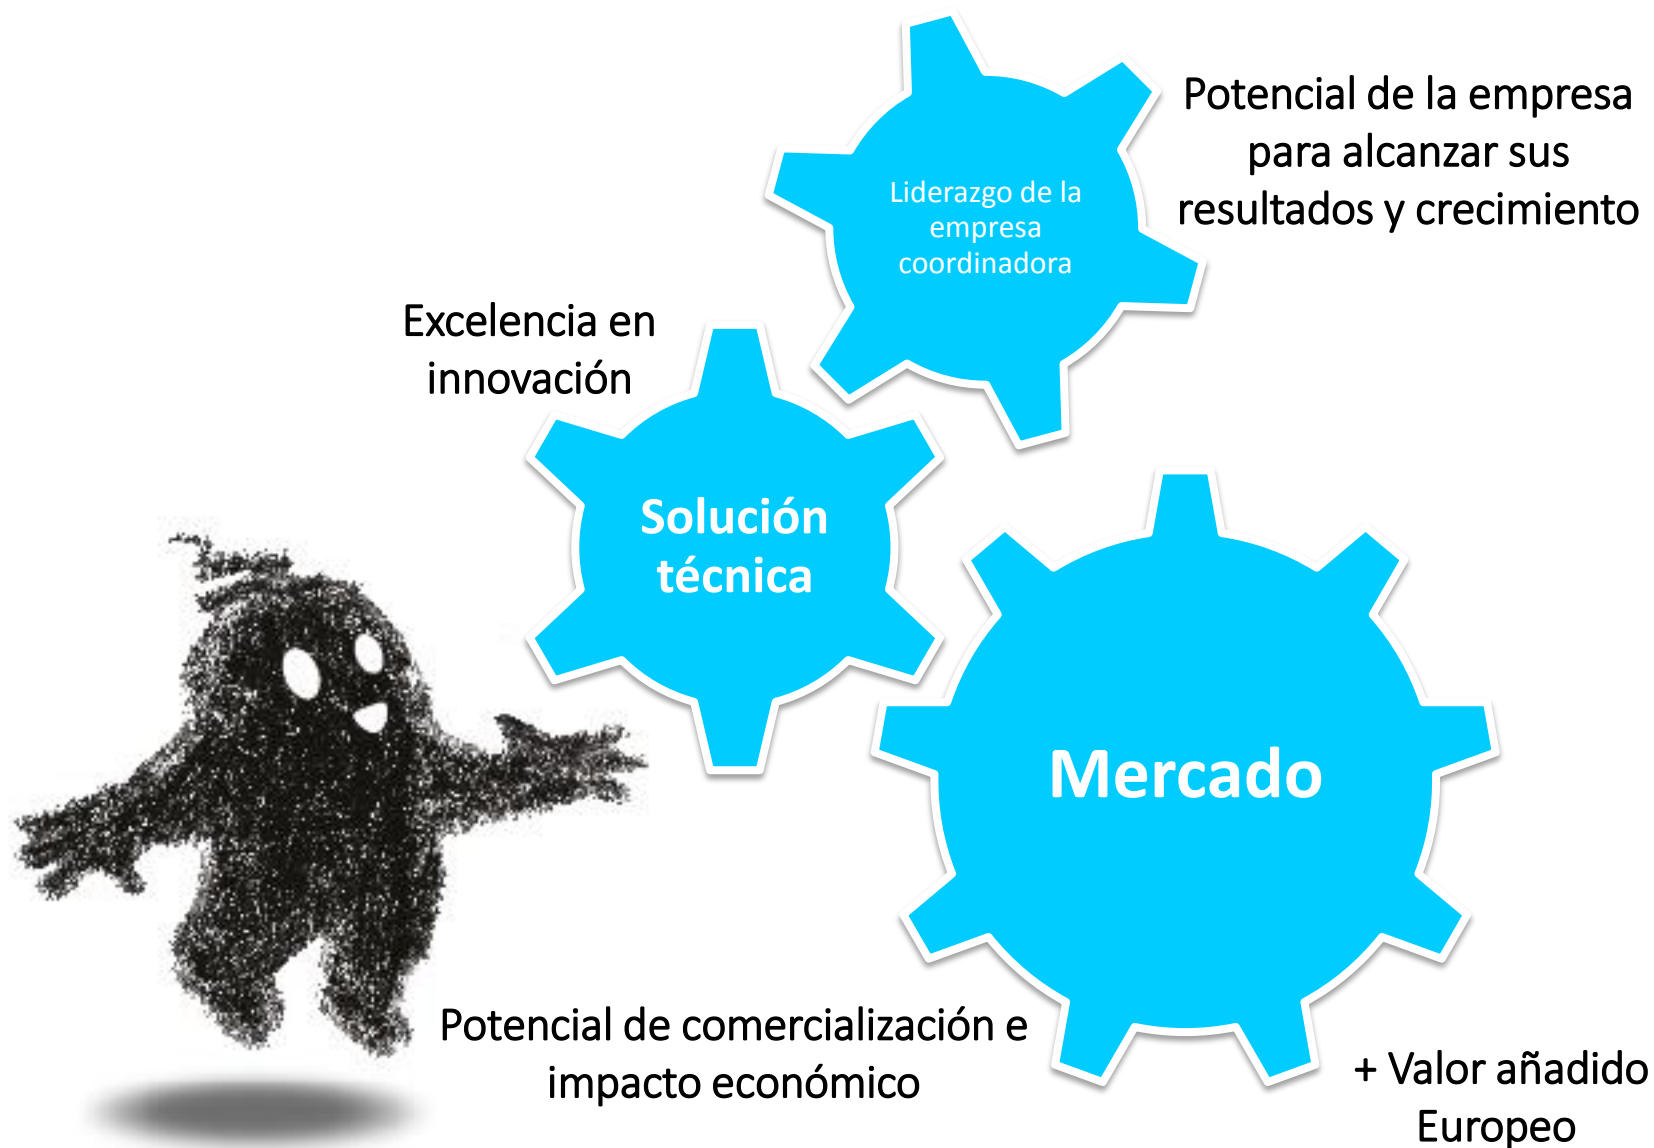 Potencial de la empresa
para alcanzar sus
resultados y crecimiento
Liderazgo de la
empresa
coordinadora
Excelencia en
innovación
Solución
técnica
Mercado
Potencial de comercialización e
impacto económico
+ Valor añadido
Europeo